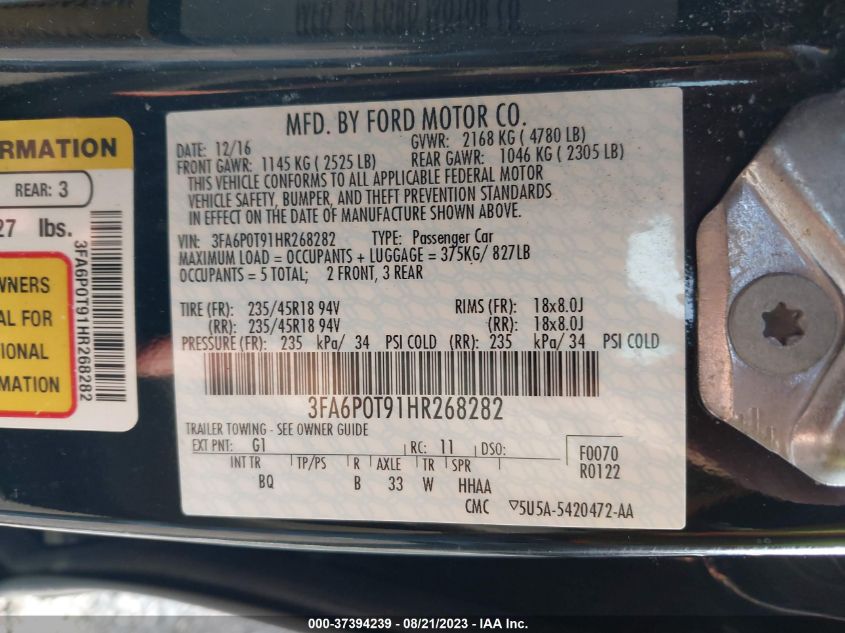 MFD. BY FORD MOTOR CO.
DATE: 12/16 GVWR: 2168 KG ( 4780 LB)
FRONT GAWR: 1145 KG ( 2525 LB) REAR GAWR: 1046 KG ( 2305 LB)
THIS VEHICLE CONFORMS TO ALL APPLICABLE FEDERAL MOTOR
VEHICLE SAFETY, BUMPER, AND THEFT PREVENTION STANDARDS
IN EFFECT ON THE DATE OF MANUFACTURE SHOWN ABOVE.
VIN: 3FA6P0T91HR268282 TYPE: Passenger Car
MAXIMUM LOAD = OCCUPANTS + LUGGAGE = 375KG/ 827LB
OCCUPANTS = 5 TOTAL; 2 FRONT, 3 REAR
TIRE (FR): 235/45R18 94V RIMS (FR): 18x8.0J
(RR): 235/45R18 94V (RR): 18x8.0J
PRESSURE (FR): 235 kPa/ 34 PSI COLD (RR): 235 kPa/ 34 PSI COLD
3FA6P0T91HR268282
TRAILER TOWING - SEE OWNER GUIDE
EXT PNT: G1 RC: 11 DSO: F0070
R0122
INT TR TP/PS R AXLE TR SPR
BQ B 33 W HHAA
CMC ▽5U5A-5420472-AA
RMATION
REAR: 3
27 lbs.
WNERS
AL FOR
TIONAL
RMATION
3FA6P0T91HR268282
000-37394239 - 08/21/2023 - IAA Inc.